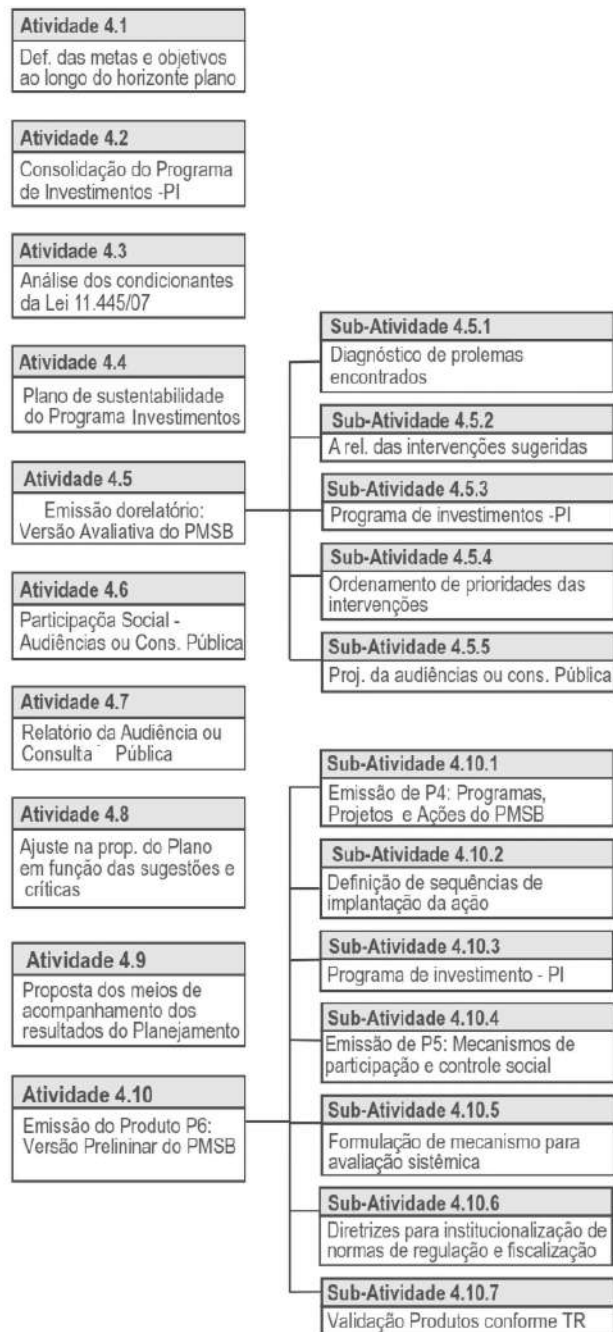 Atividade 4.1
Def. das metas e objetivos
ao longo do horizonte plano
Atividade 4.2
Consolidação do Programa
de Investimentos -PI
Atividade 4.3
Análise dos condicionantes
da Lei 11.445/07
Atividade 4.4
Plano de sustentabilidade
do Programa Investimentos
Atividade 4.5
Emissão dorelatório:
Versão Avaliativa do PMSB
Sub-Atividade 4.5.1
Diagnóstico de prolemas
encontrados
Sub-Atividade 4.5.2
A rel. das intervenções sugeridas
Sub-Atividade 4.5.3
Programa de investimentos -PI
Sub-Atividade 4.5.4
Ordenamento de prioridades das
intervenções
Sub-Atividade 4.5.5
Proj. da audiências ou cons. Pública
Atividade 4.6
Participaçõa Social -
Audiências ou Cons. Pública
Atividade 4.7
Relatório da Audiência ou
Consulta Pública
Atividade 4.8
Ajuste na prop. do Plano
em função das sugestões e
críticas
Atividade 4.9
Proposta dos meios de
acompanhamento dos
resultados do Planejamento
Atividade 4.10
Emissão do Produto P6:
Versão Prelininar do PMSB
Sub-Atividade 4.10.1
Emissão de P4: Programas,
Projetos e Ações do PMSB
Sub-Atividade 4.10.2
Definição de sequências de
implantação da ação
Sub-Atividade 4.10.3
Programa de investimento - PI
Sub-Atividade 4.10.4
Emissão de P5: Mecanismos de
participação e controle social
Sub-Atividade 4.10.5
Formulação de mecanismo para
avaliação sistêmica
Sub-Atividade 4.10.6
Diretrizes para institucionalização de
normas de regulação e fiscalização
Sub-Atividade 4.10.7
Validação Produtos conforme TR